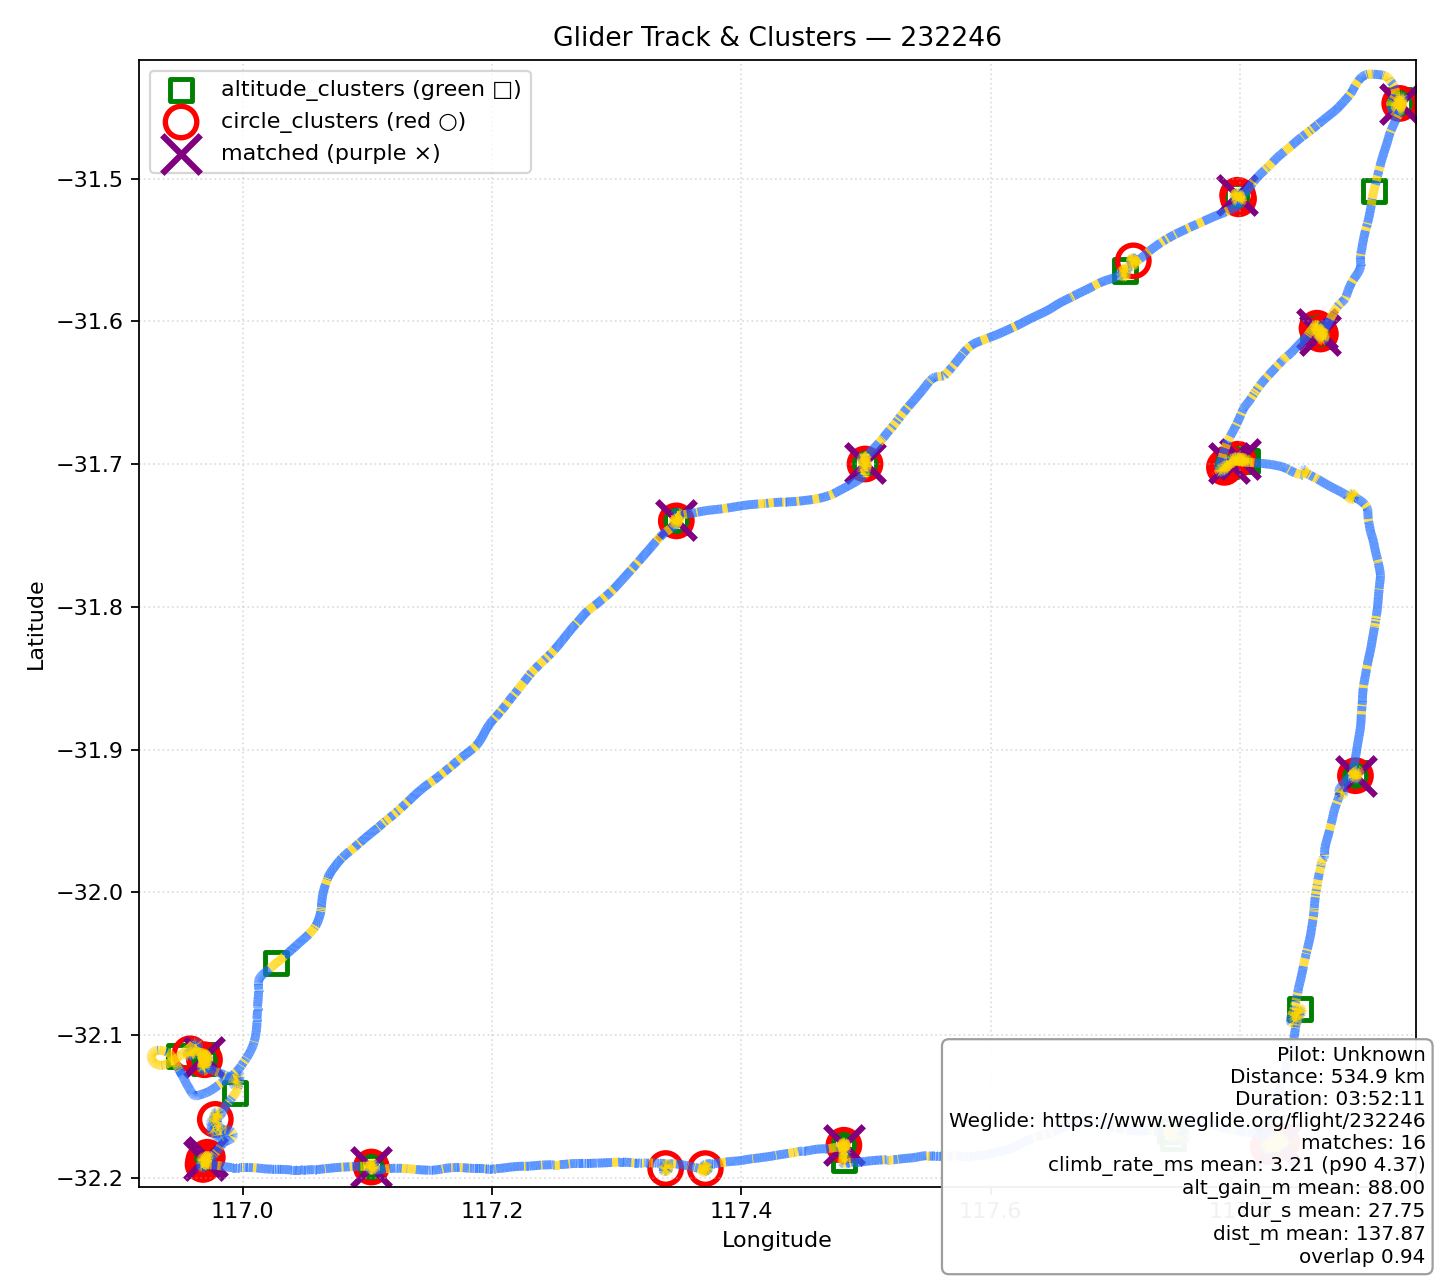 Glider Track & Clusters — 232246
altitude_clusters (green □)
circle_clusters (red ○)
matched (purple ×)
Latitude
−31.5
−31.6
−31.7
−31.8
−31.9
−32.0
−32.1
−32.2
117.0
117.2
117.4
117.6
Longitude
Pilot: Unknown
Distance: 534.9 km
Duration: 03:52:11
Weglide: https://www.weglide.org/flight/232246
matches: 16
climb_rate_ms mean: 3.21 (p90 4.37)
alt_gain_m mean: 88.00
dur_s mean: 27.75
dist_m mean: 137.87
overlap 0.94